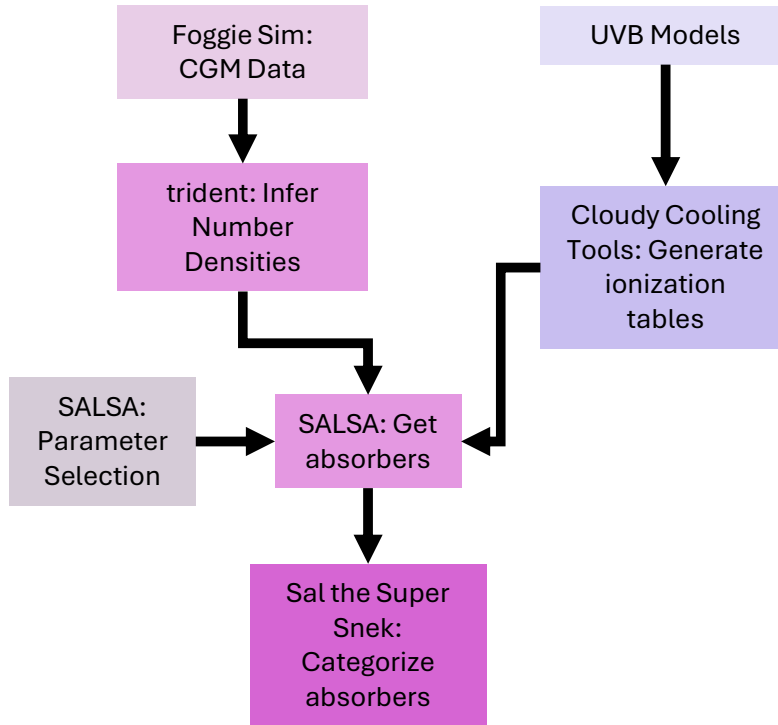 Foggie Sim:
CGM Data
UVB Models
trident: Infer
Number
Densities
Cloudy Cooling
Tools: Generate
ionization
tables
SALSA:
Parameter
Selection
SALSA: Get
absorbers
Sal the Super
Snek:
Categorize
absorbers